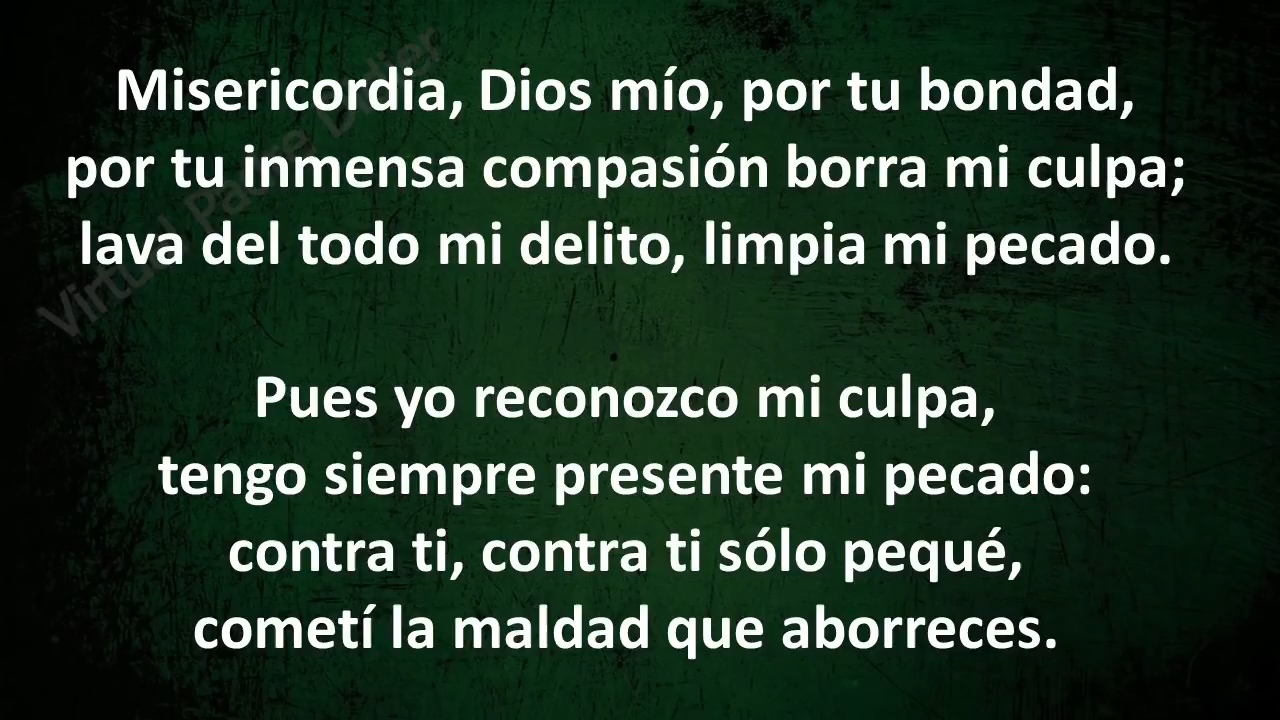 Misericordia, Dios mío, por tu bondad,
por tu inmensa compasión borra mi culpa;
lava del todo mi delito, limpia mi pecado.
Pues yo reconozco mi culpa,
tengo siempre presente mi pecado:
contra ti, contra ti sólo pequé,
cometí la maldad que aborreces.